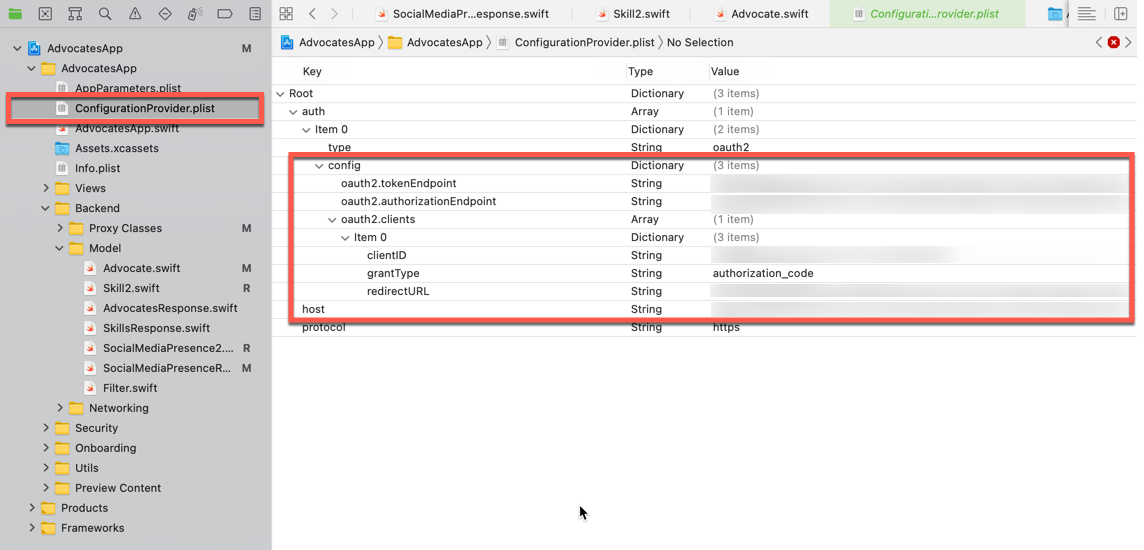 SocialMediaPr...esponse.swift
Skill2.swift
Advocate.swift
Configurati...rovider.plist
AdvocatesApp
AdvocatesApp
ConfigurationProvider.plist
No Selection
AdvocatesApp M
AdvocatesApp
AppParameters.plist
ConfigurationProvider.plist
AdvocatesApp.swift
Assets.xcassets
Info.plist
Views
Backend
Proxy Classes M
Model
Advocate.swift M
Skill2.swift R
AdvocatesResponse.swift
SkillsResponse.swift
SocialMediaPresence2.... R
SocialMediaPresenceR... M
Filter.swift
Networking
Security
Onboarding
Utils
Preview Content
Products
Frameworks
Key Type Value
Root Dictionary (3 items)
auth Array (1 item)
Item 0 Dictionary (2 items)
type String oauth2
config Dictionary (3 items)
oauth2.tokenEndpoint String
oauth2.authorizationEndpoint String
oauth2.clients Array (1 item)
Item 0 Dictionary (3 items)
clientID String
grantType String authorization_code
redirectURL String
host String
protocol String https